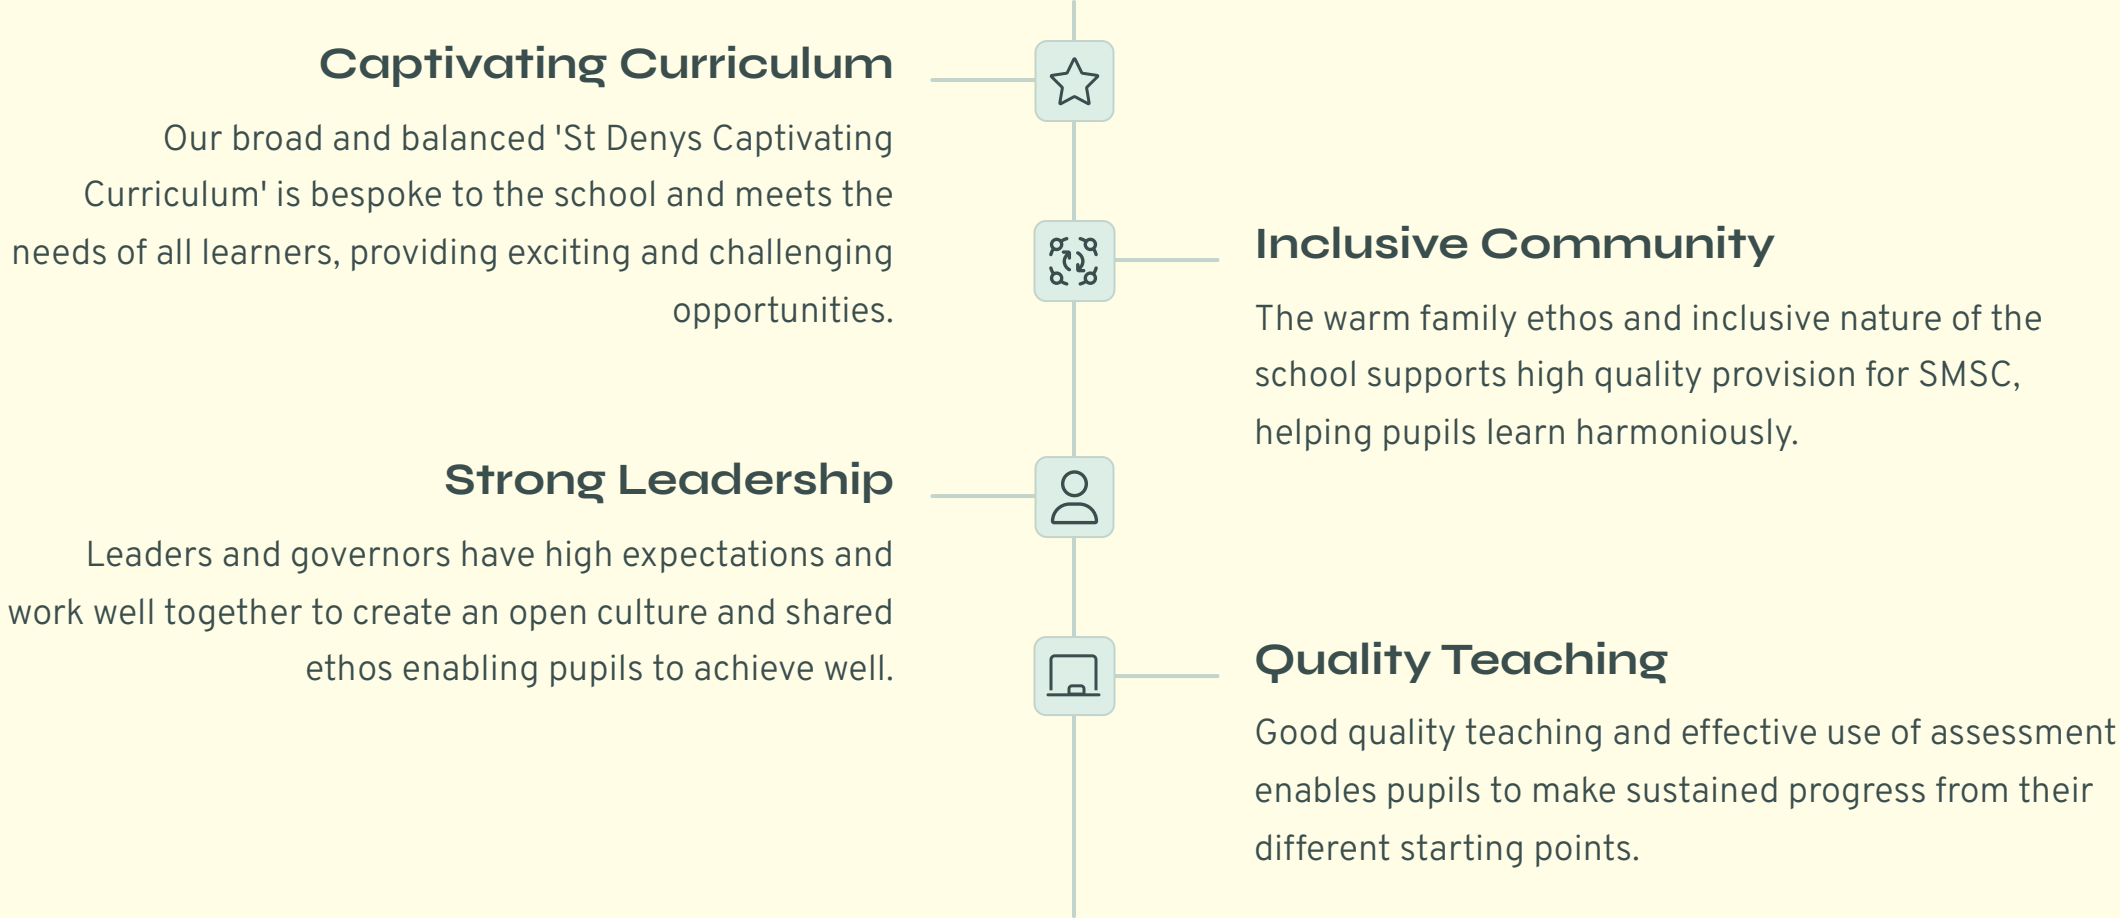 Captivating Curriculum
Our broad and balanced 'St Denys Captivating
Curriculum' is bespoke to the school and meets the
needs of all learners, providing exciting and challenging
opportunities.
Inclusive Community
The warm family ethos and inclusive nature of the
school supports high quality provision for SMSC,
helping pupils learn harmoniously.
Strong Leadership
Leaders and governors have high expectations and
work well together to create an open culture and shared
ethos enabling pupils to achieve well.
Quality Teaching
Good quality teaching and effective use of assessment
enables pupils to make sustained progress from their
different starting points.